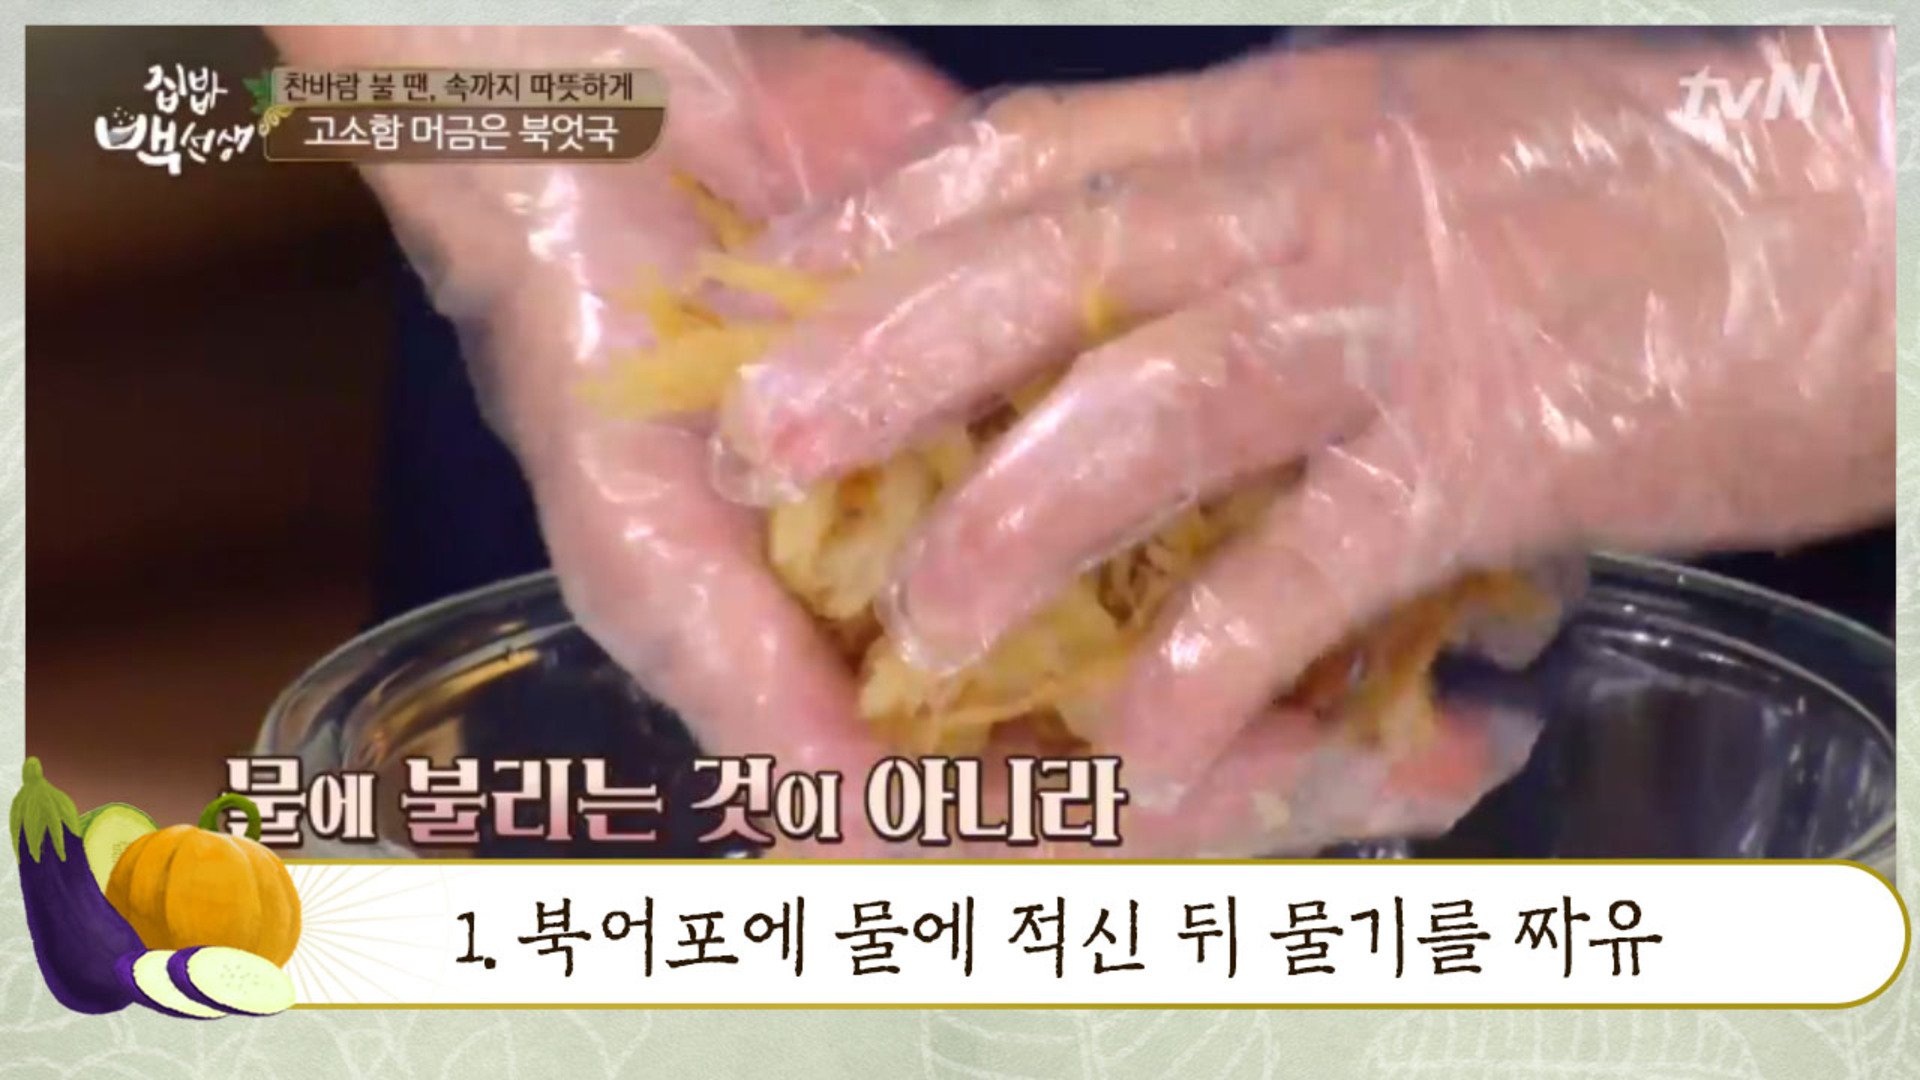 집밥
백선생
찬바람 불 땐, 속까지 따뜻하게
고소함 머금은 북엇국
tvN
물에 불리는 것이 아니라
1. 북어포에 물에 적신 뒤 물기를 짜유